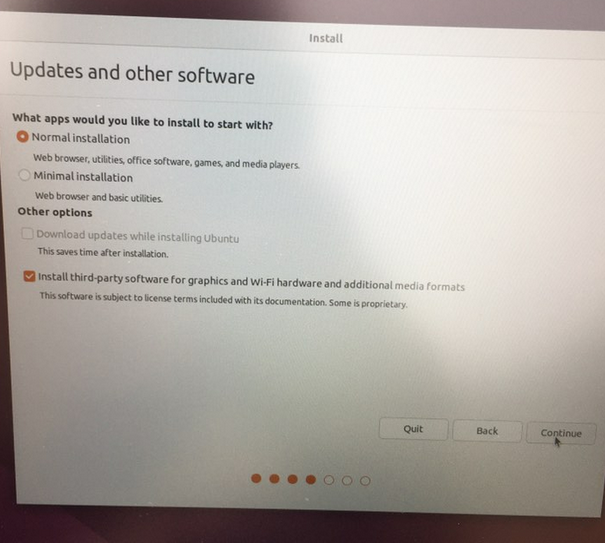 Install
Updates and other software
What apps would you like to install to start with?
Normal installation
Web browser, utilities, office software, games, and media players.
Minimal installation
Web browser and basic utilities.
Other options
Download updates while installing Ubuntu
This saves time after installation.
Install third-party software for graphics and Wi-Fi hardware and additional media formats
This software is subject to license terms included with its documentation. Some is proprietary.
Quit
Back
Continue